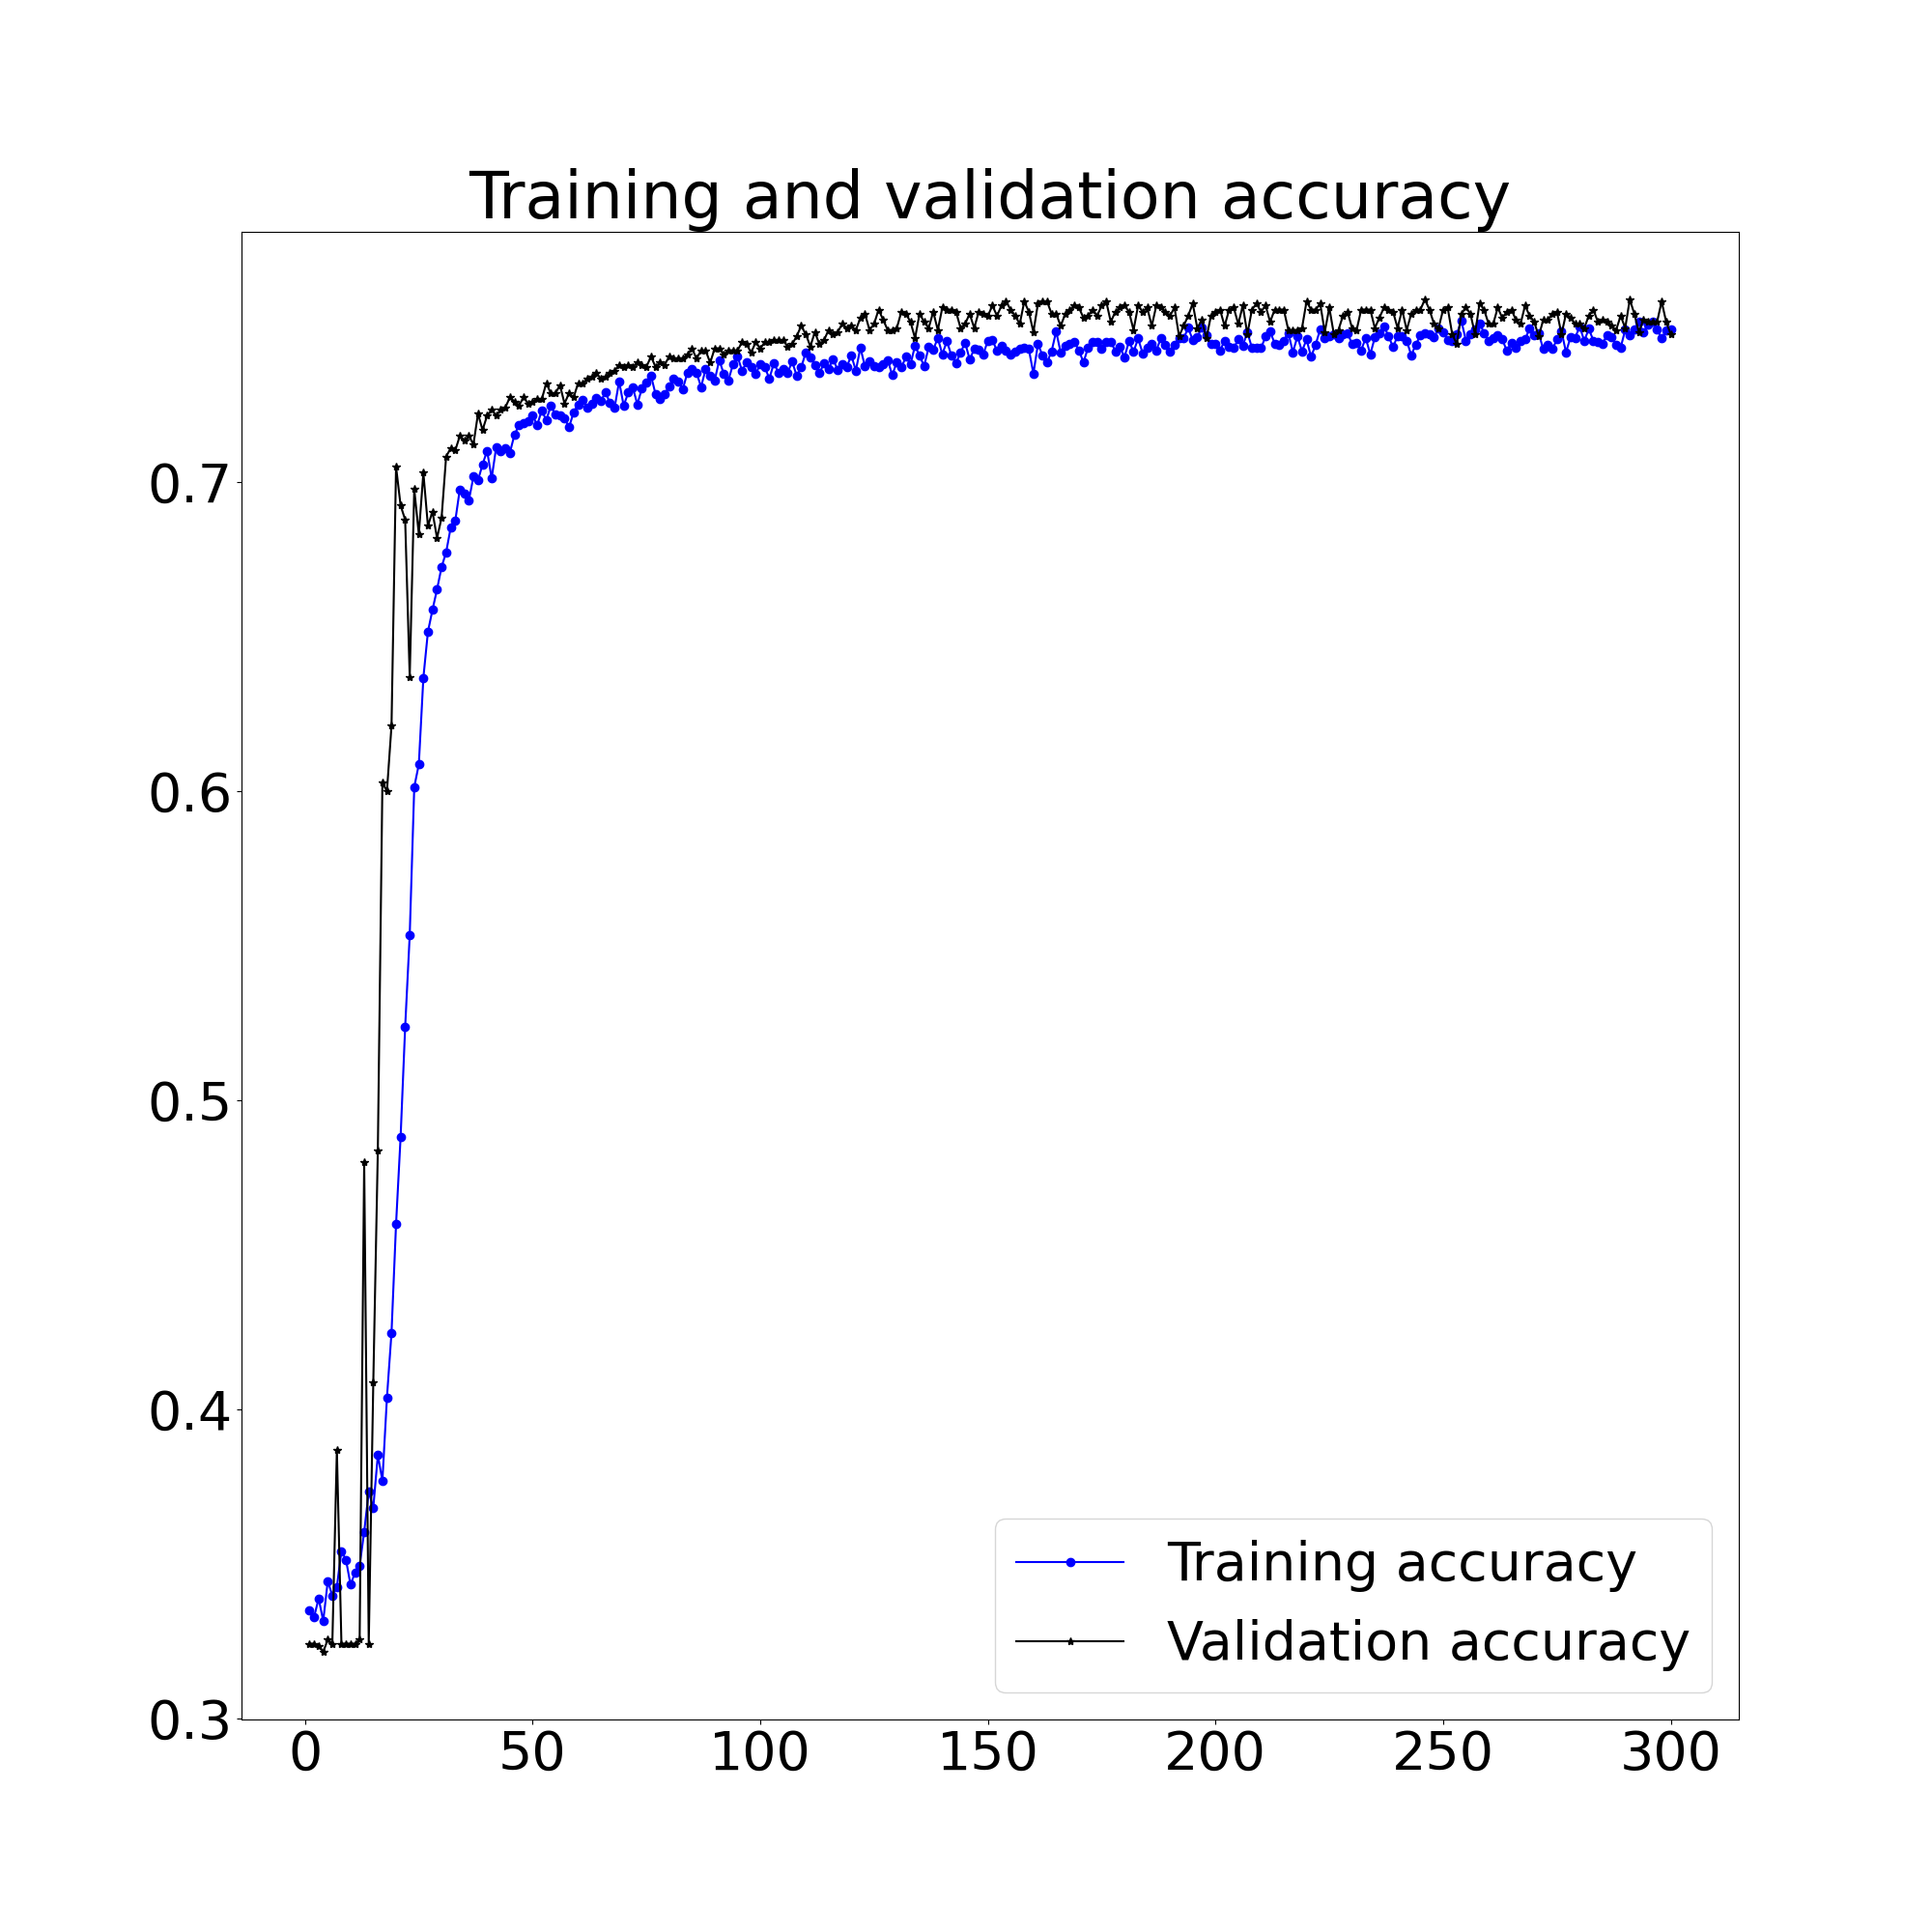 Training and validation accuracy
0.7
0.6
0.5
0.4
0.3
0 50 100 150 200 250 300
Training accuracy
Validation accuracy